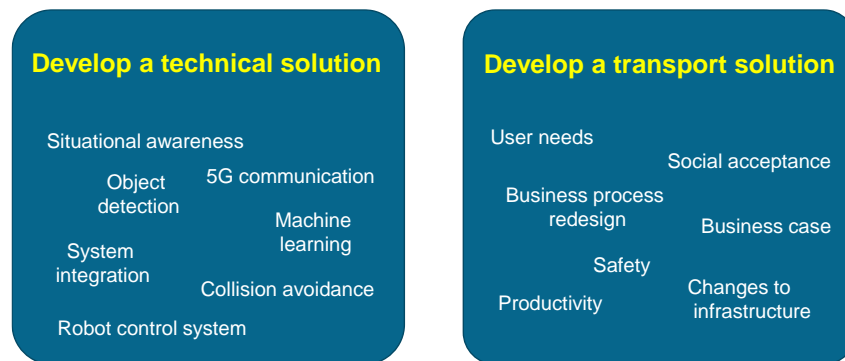 Develop a technical solution
Situational awareness
Object
detection
5G communication
Machine
learning
System
integration
Collision avoidance
Robot control system
Develop a transport solution
User needs
Social acceptance
Business process
redesign
Business case
Safety
Changes to
infrastructure
Productivity